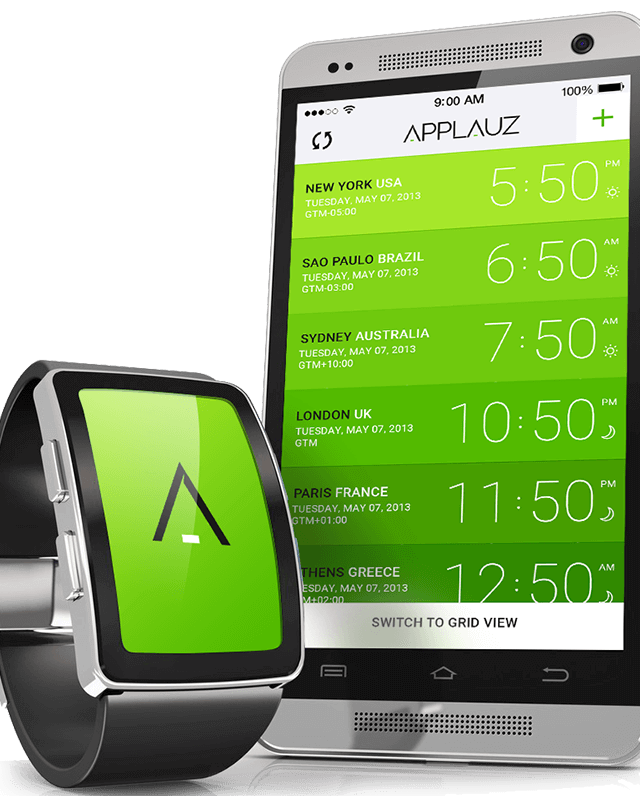 9:00 AM
100%
APPLAUZ
+
NEW YORK USA
TUESDAY, MAY 07, 2013
GTM-05:00
5:50 PM
SAO PAULO BRAZIL
TUESDAY, MAY 07, 2013
GTM-03:00
6:50 AM
SYDNEY AUSTRALIA
TUESDAY, MAY 07, 2013
GTM+10:00
7:50 AM
LONDON UK
TUESDAY, MAY 07, 2013
GTM
10:50 PM
PARIS FRANCE
TUESDAY, MAY 07, 2013
GTM+01:00
11:50 PM
THENS GREECE
ESDAY, MAY 07, 2013
M+02:00
12:50 AM
SWITCH TO GRID VIEW